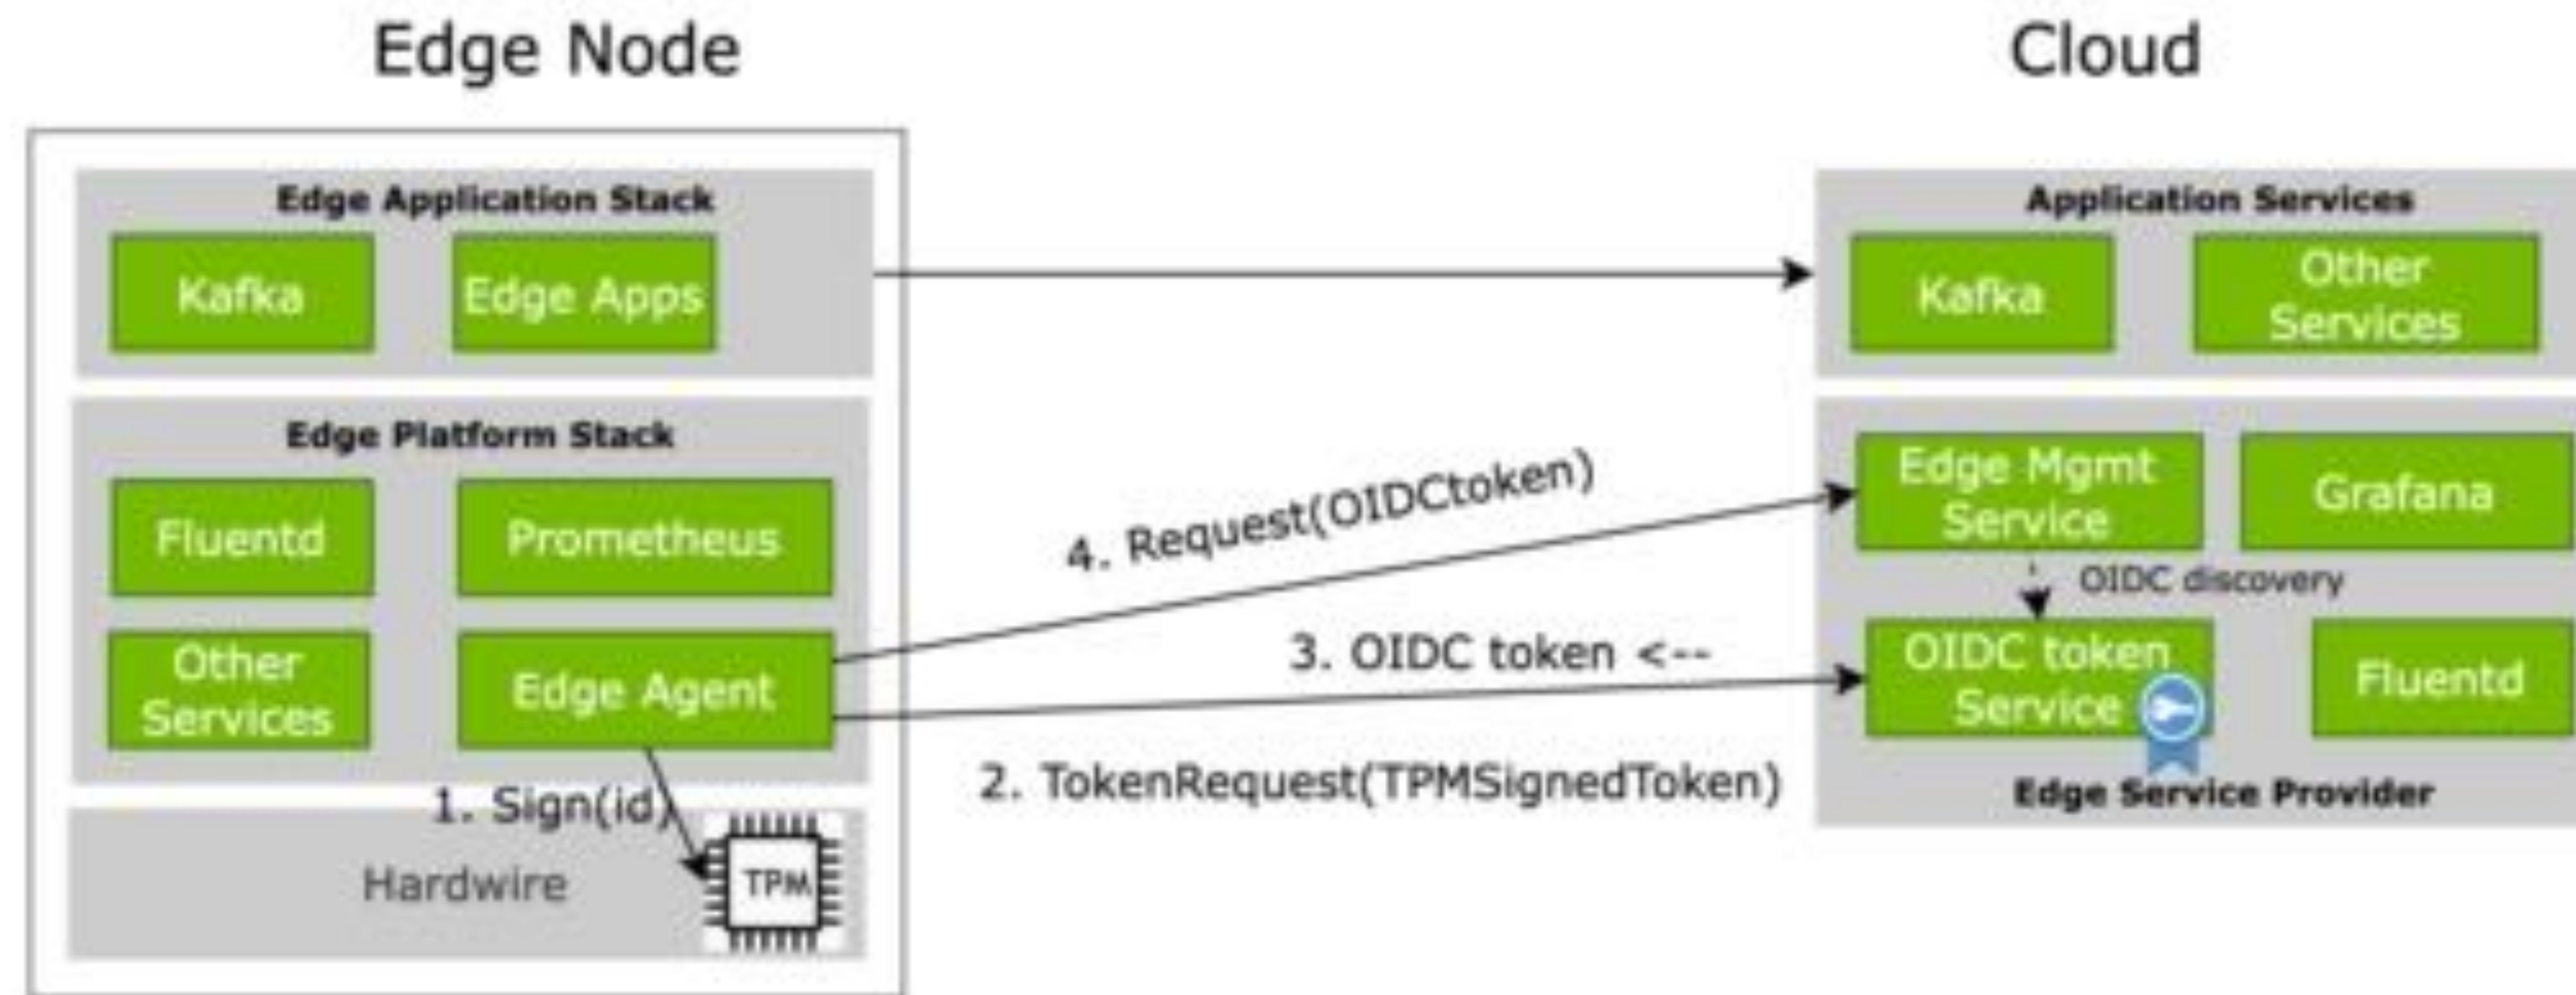 Edge Node
Cloud
Edge Application Stack
Kafka
Edge Apps
Application Services
Kafka
Other
Services
Edge Platform Stack
Fluentd
Prometheus
Other
Services
Edge Agent
4. Request(OIDCtoken)
3. OIDC token <--
2. TokenRequest(TPMSignedToken)
Edge Mgmt
Service
Grafana
OIDC discovery
OIDC token
Service
Fluentd
Edge Service Provider
1. Sign(id)
Hardwire
TPM